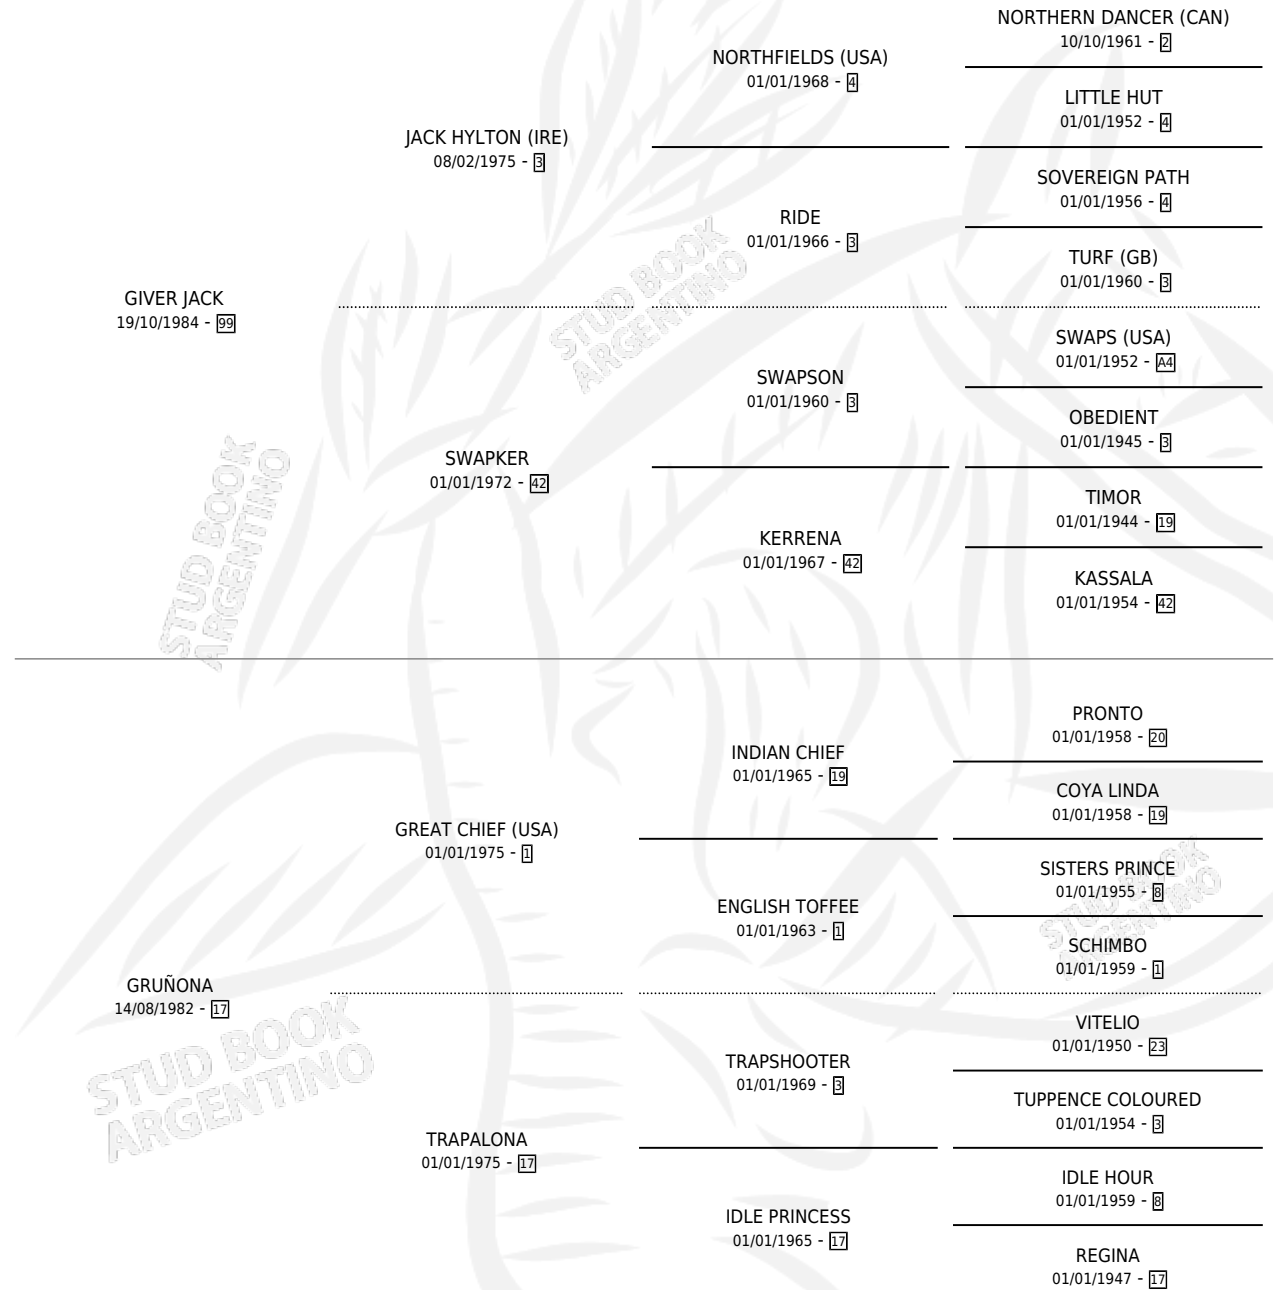 NORTHERN DANCER (CAN)
10/10/1961 - 2
NORTHFIELDS (USA)
01/01/1968 - 4
LITTLE HUT
01/01/1952 - 4
JACK HYLTON (IRE)
08/02/1975 - 3
SOVEREIGN PATH
01/01/1956 - 4
RIDE
01/01/1966 - 3
TURF (GB)
01/01/1960 - 3
GIVER JACK
19/10/1984 - 99
SWAPS (USA)
01/01/1952 - A4
SWAPSON
01/01/1960 - 3
OBEDIENT
01/01/1945 - 3
SWAPKER
01/01/1972 - 42
TIMOR
01/01/1944 - 19
KERRENA
01/01/1967 - 42
KASSALA
01/01/1954 - 42
STUD BOOK
ARGENTINO
STUD BOOK
ARGENTINO
PRONTO
01/01/1958 - 20
INDIAN CHIEF
01/01/1965 - 19
COYA LINDA
01/01/1958 - 19
GREAT CHIEF (USA)
01/01/1975 - 1
SISTERS PRINCE
01/01/1955 - 8
ENGLISH TOFFEE
01/01/1963 - 1
SCHIMBO
01/01/1959 - 1
GRUÑONA
14/08/1982 - 17
VITELIO
01/01/1950 - 23
TRAPSHOOTER
01/01/1969 - 3
TUPPENCE COLOURED
01/01/1954 - 3
TRAPALONA
01/01/1975 - 17
IDLE HOUR
01/01/1959 - 8
IDLE PRINCESS
01/01/1965 - 17
REGINA
01/01/1947 - 17
STUD BOOK
ARGENTINO
STUD BOOK
ARGENTINO